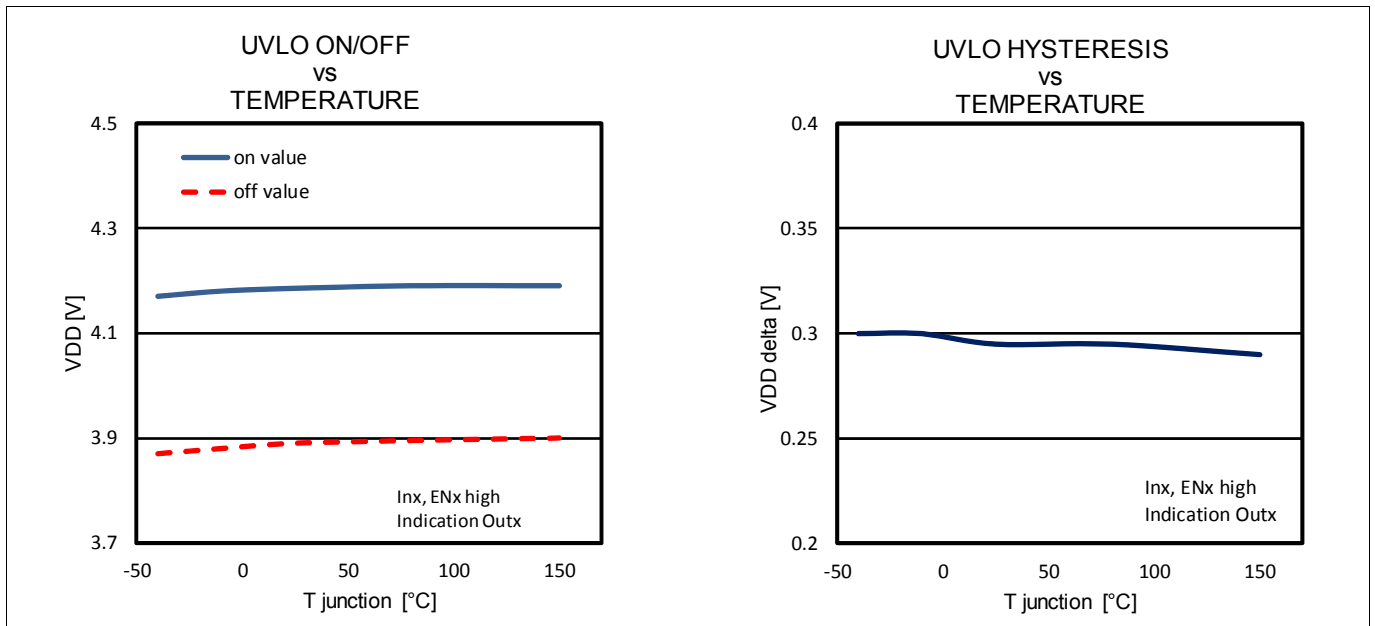 UVLO ON/OFF
vs
TEMPERATURE
4.5
4.3
4.1
3.9
3.7
VDD [V]
on value
off value
Inx, ENx high
Indication Outx
-50
0
50
100
150
T junction [°C]
UVLO HYSTERESIS
vs
TEMPERATURE
0.4
0.35
0.3
0.25
0.2
VDD delta [V]
Inx, ENx high
Indication Outx
-50
0
50
100
150
T junction [°C]